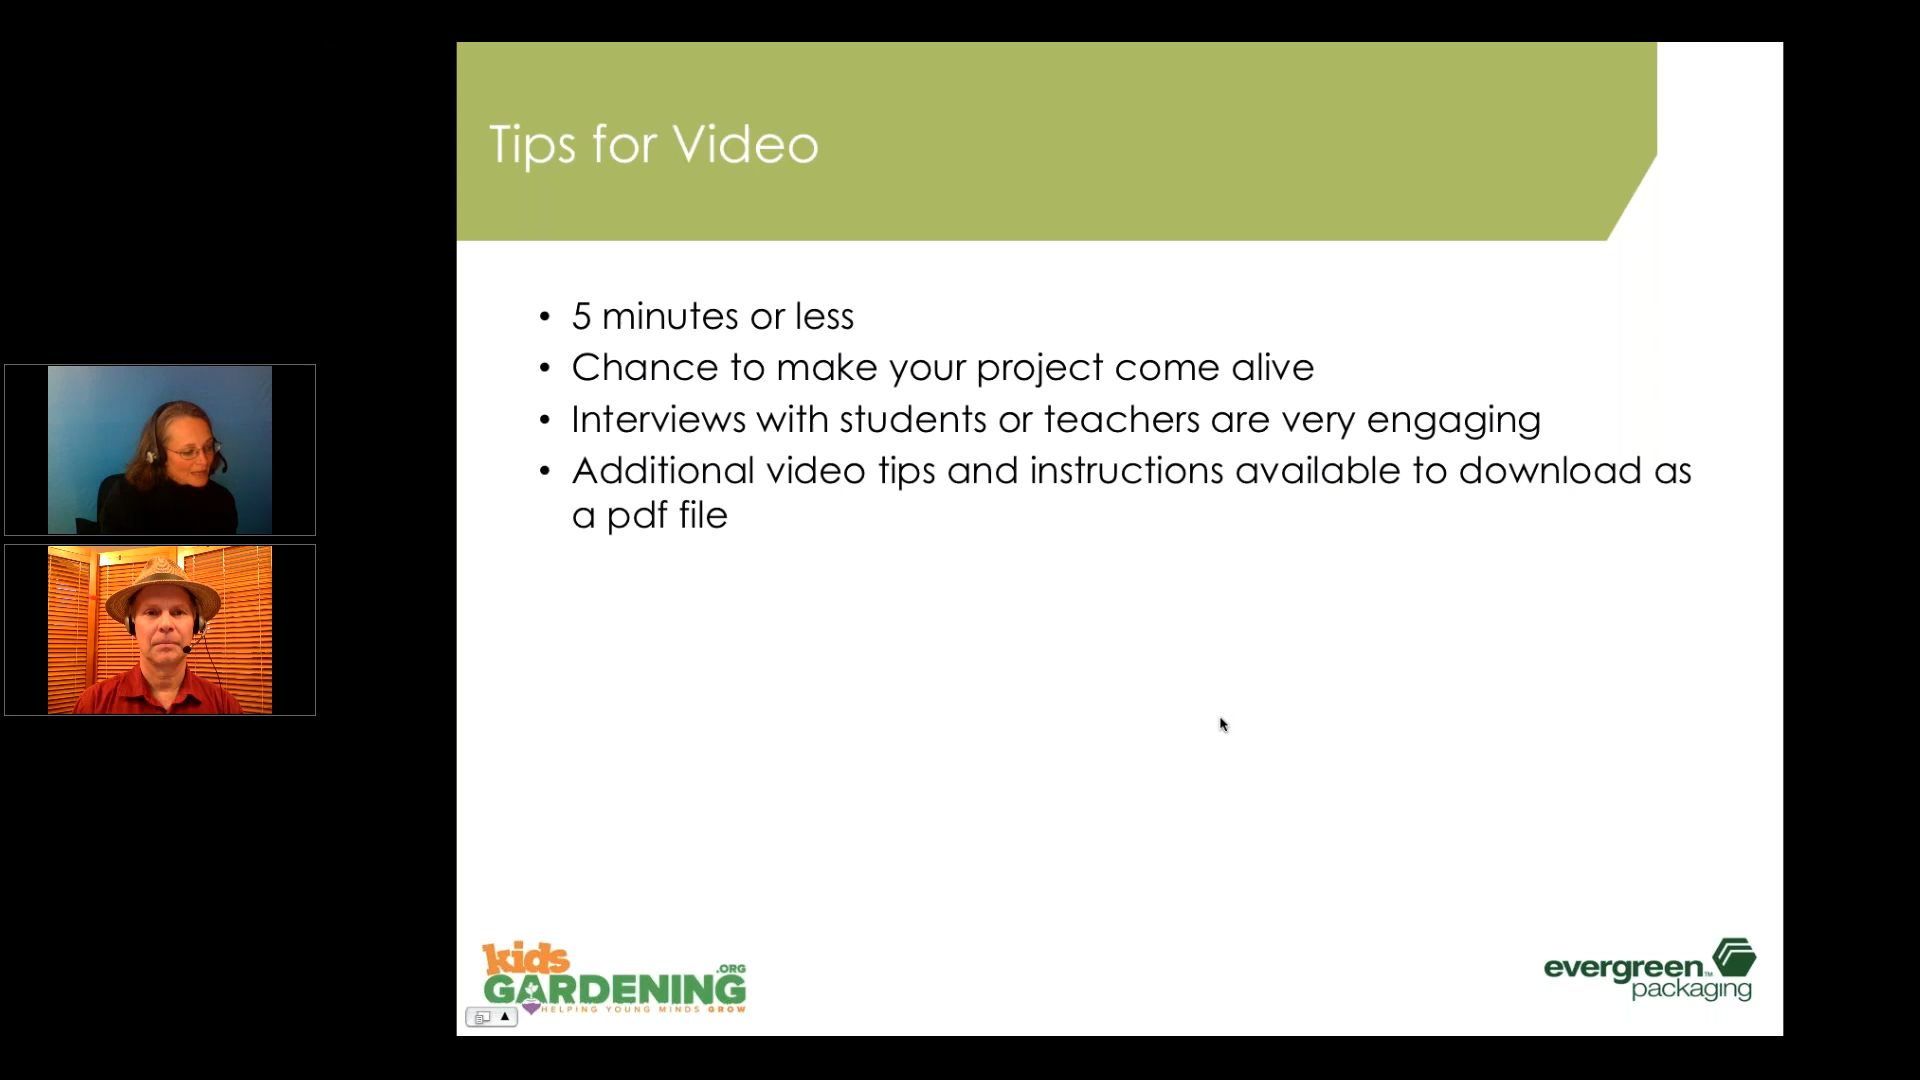 Tips for Video
• 5 minutes or less
• Chance to make your project come alive
• Interviews with students or teachers are very engaging
• Additional video tips and instructions available to download as
a pdf file
kids
GARDENING.ORG
HELPING YOUNG MINDS GROW
evergreen™
packaging